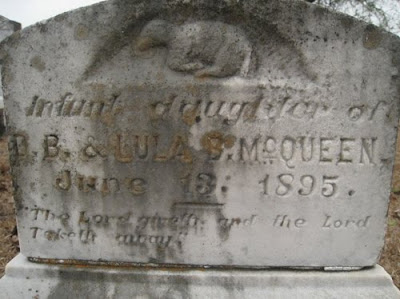 Infant daughter of
B. B. & LULA B. McQUEEN.
June 13. 1895.
"The Lord giveth and the Lord
Taketh away."